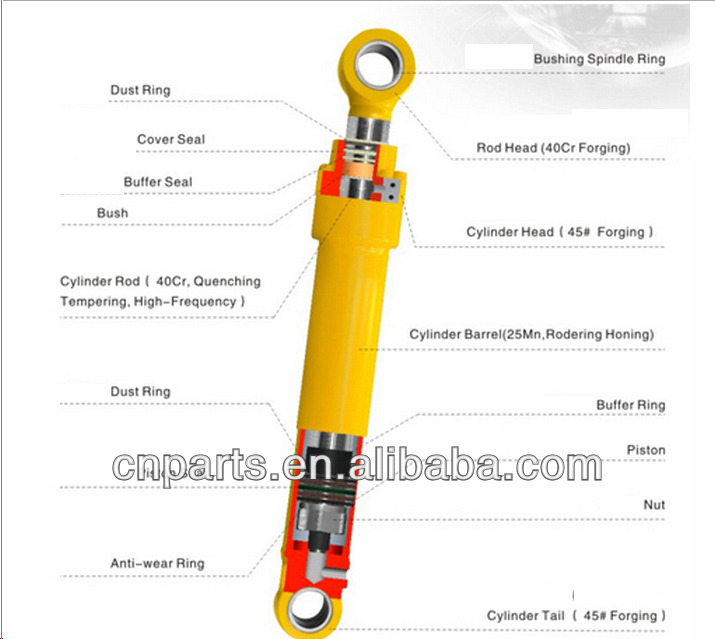 Bushing Spindle Ring
Dust Ring
Cover Seal
Rod Head (40Cr Forging)
Buffer Seal
Bush
Cylinder Head ( 45# Forging )
Cylinder Rod ( 40Cr, Quenching
Tempering, High-Frequency )
Cylinder Barrel(25Mn,Rodering Honing)
Dust Ring
Buffer Ring
Piston
cnparts.en.alibaba.com
Nut
Anti-wear Ring
Cylinder Tail ( 45# Forging )